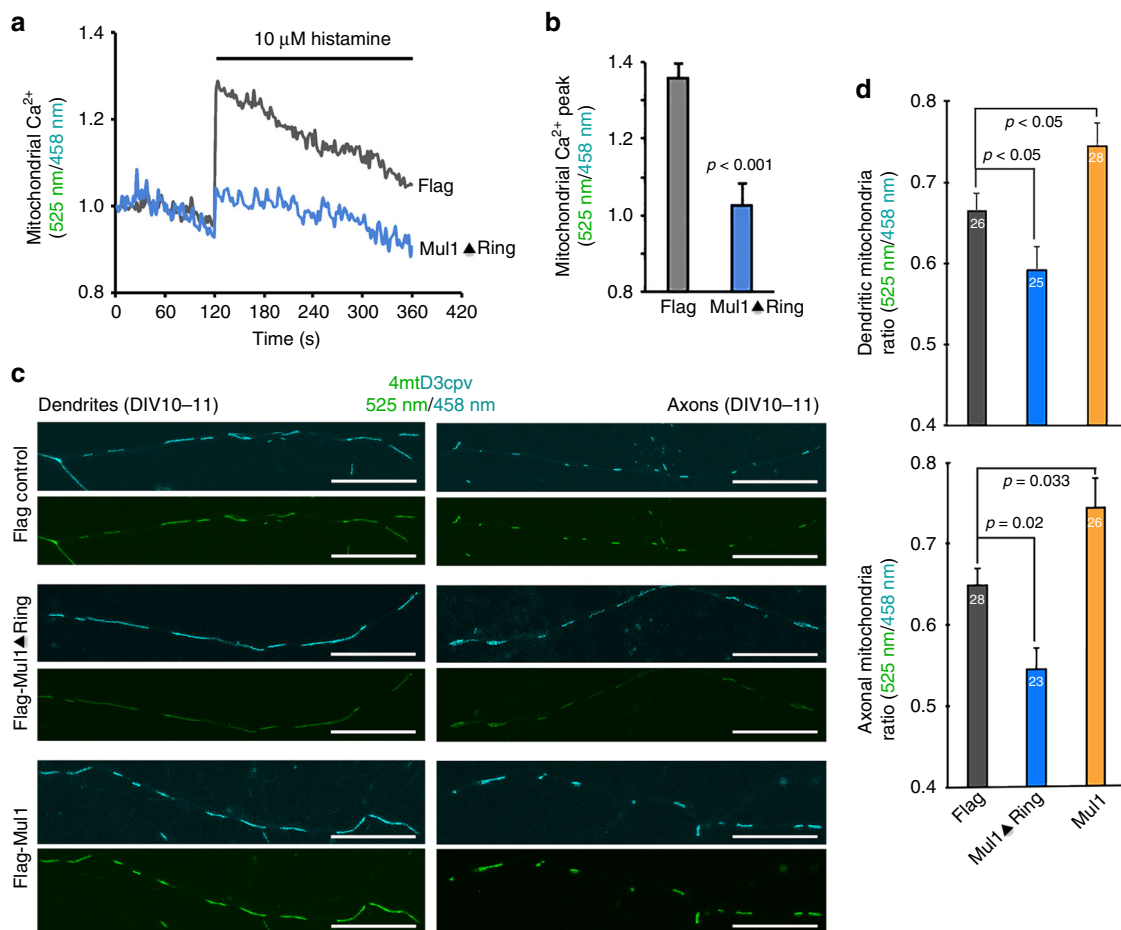 a
1.4
1.2
1.0
0.8
Mitochondrial Ca²⁺
(525 nm/458 nm)
10 μM histamine
Flag
Mul1▲Ring
0 60 120 180 240 300 360 420
Time (s)
b
1.4
1.2
1.0
0.8
Mitochondrial Ca²⁺ peak
(525 nm/458 nm)
p < 0.001
Flag Mul1▲Ring
c
4mtD3cpv
Dendrites (DIV10–11) 525 nm/458 nm Axons (DIV10–11)
Flag control
Flag-Mul1▲Ring
Flag-Mul1
d
0.8
0.7
0.6
0.5
0.4
Dendritic mitochondria
ratio (525 nm/458 nm)
p < 0.05
p < 0.05
26
25
28
0.8
0.7
0.6
0.5
0.4
Axonal mitochondria
ratio (525 nm/458 nm)
p = 0.033
p = 0.02
28
23
26
Flag
Mul1▲Ring
Mul1